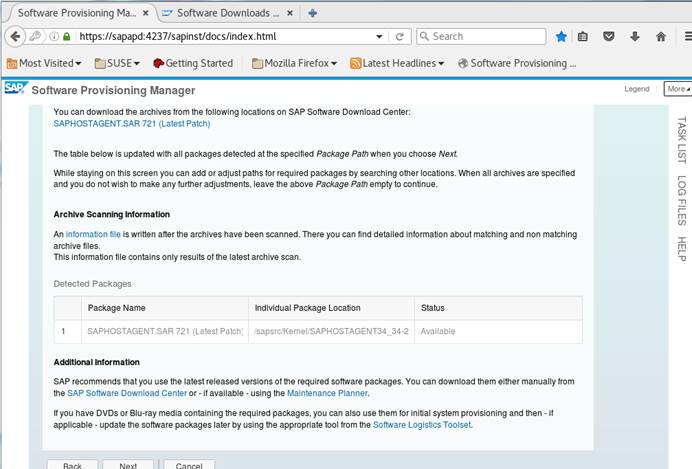 Software Provisioning Ma...
Software Downloads ...
https://sapapd:4237/sapinst/docs/index.html
Search
Most Visited
SUSE
Getting Started
Mozilla Firefox
Latest Headlines
Software Provisioning ...
SAP
Software Provisioning Manager
Legend
More
You can download the archives from the following locations on SAP Software Download Center:
SAPHOSTAGENT.SAR 721 (Latest Patch)
The table below is updated with all packages detected at the specified Package Path when you choose Next.
While staying on this screen you can add or adjust paths for required packages by searching other locations. When all archives are specified
and you do not wish to make any further adjustments, leave the above Package Path empty to continue.
Archive Scanning Information
An information file is written after the archives have been scanned. There you can find detailed information about matching and non matching
archive files.
This information file contains only results of the latest archive scan.
Detected Packages
Package Name Individual Package Location Status
1 SAPHOSTAGENT.SAR 721 (Latest Patch) /sapsrc/Kernel/SAPHOSTAGENT34_34-2 Available
Additional Information
SAP recommends that you use the latest released versions of the required software packages. You can download them either manually from
the SAP Software Download Center or - if available - using the Maintenance Planner.
If you have DVDs or Blu-ray media containing the required packages, you can also use them for initial system provisioning and then - if
applicable - update the software packages later by using the appropriate tool from the Software Logistics Toolset.
Back
Next
Cancel
TASK LIST
LOG FILES
HELP